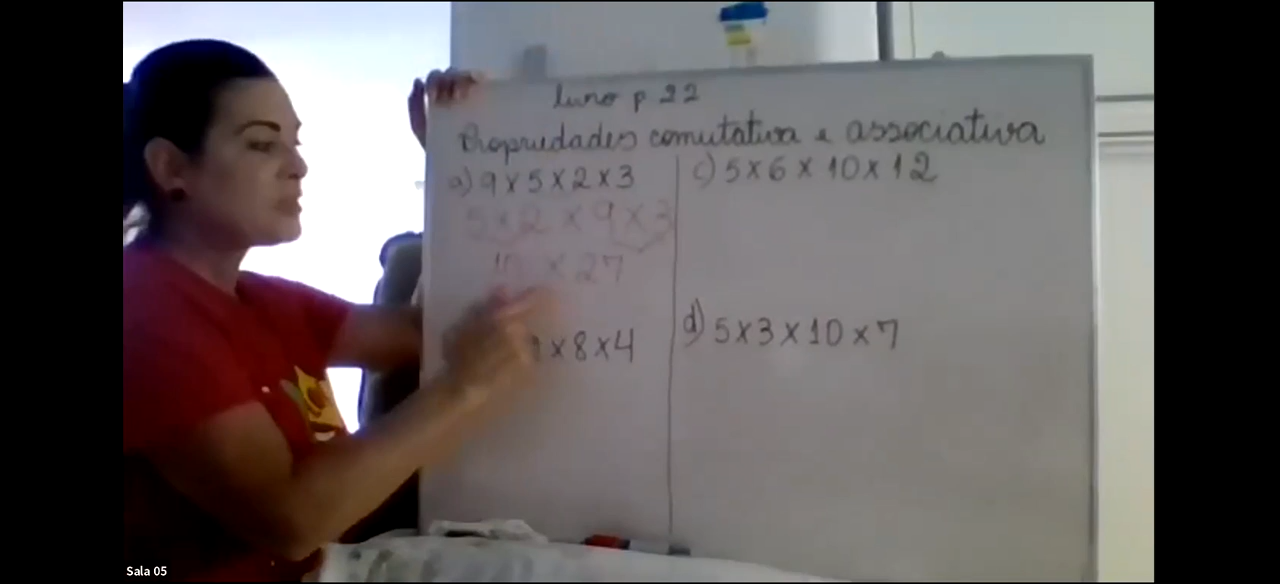 livro p 22
Propriedades comutativa e associativa
a) 9 x 5 x 2 x 3
5 x 2 x 9 x 3
10 x 27
x 8 x 4
c) 5 x 6 x 10 x 12
d) 5 x 3 x 10 x 7
Sala 05